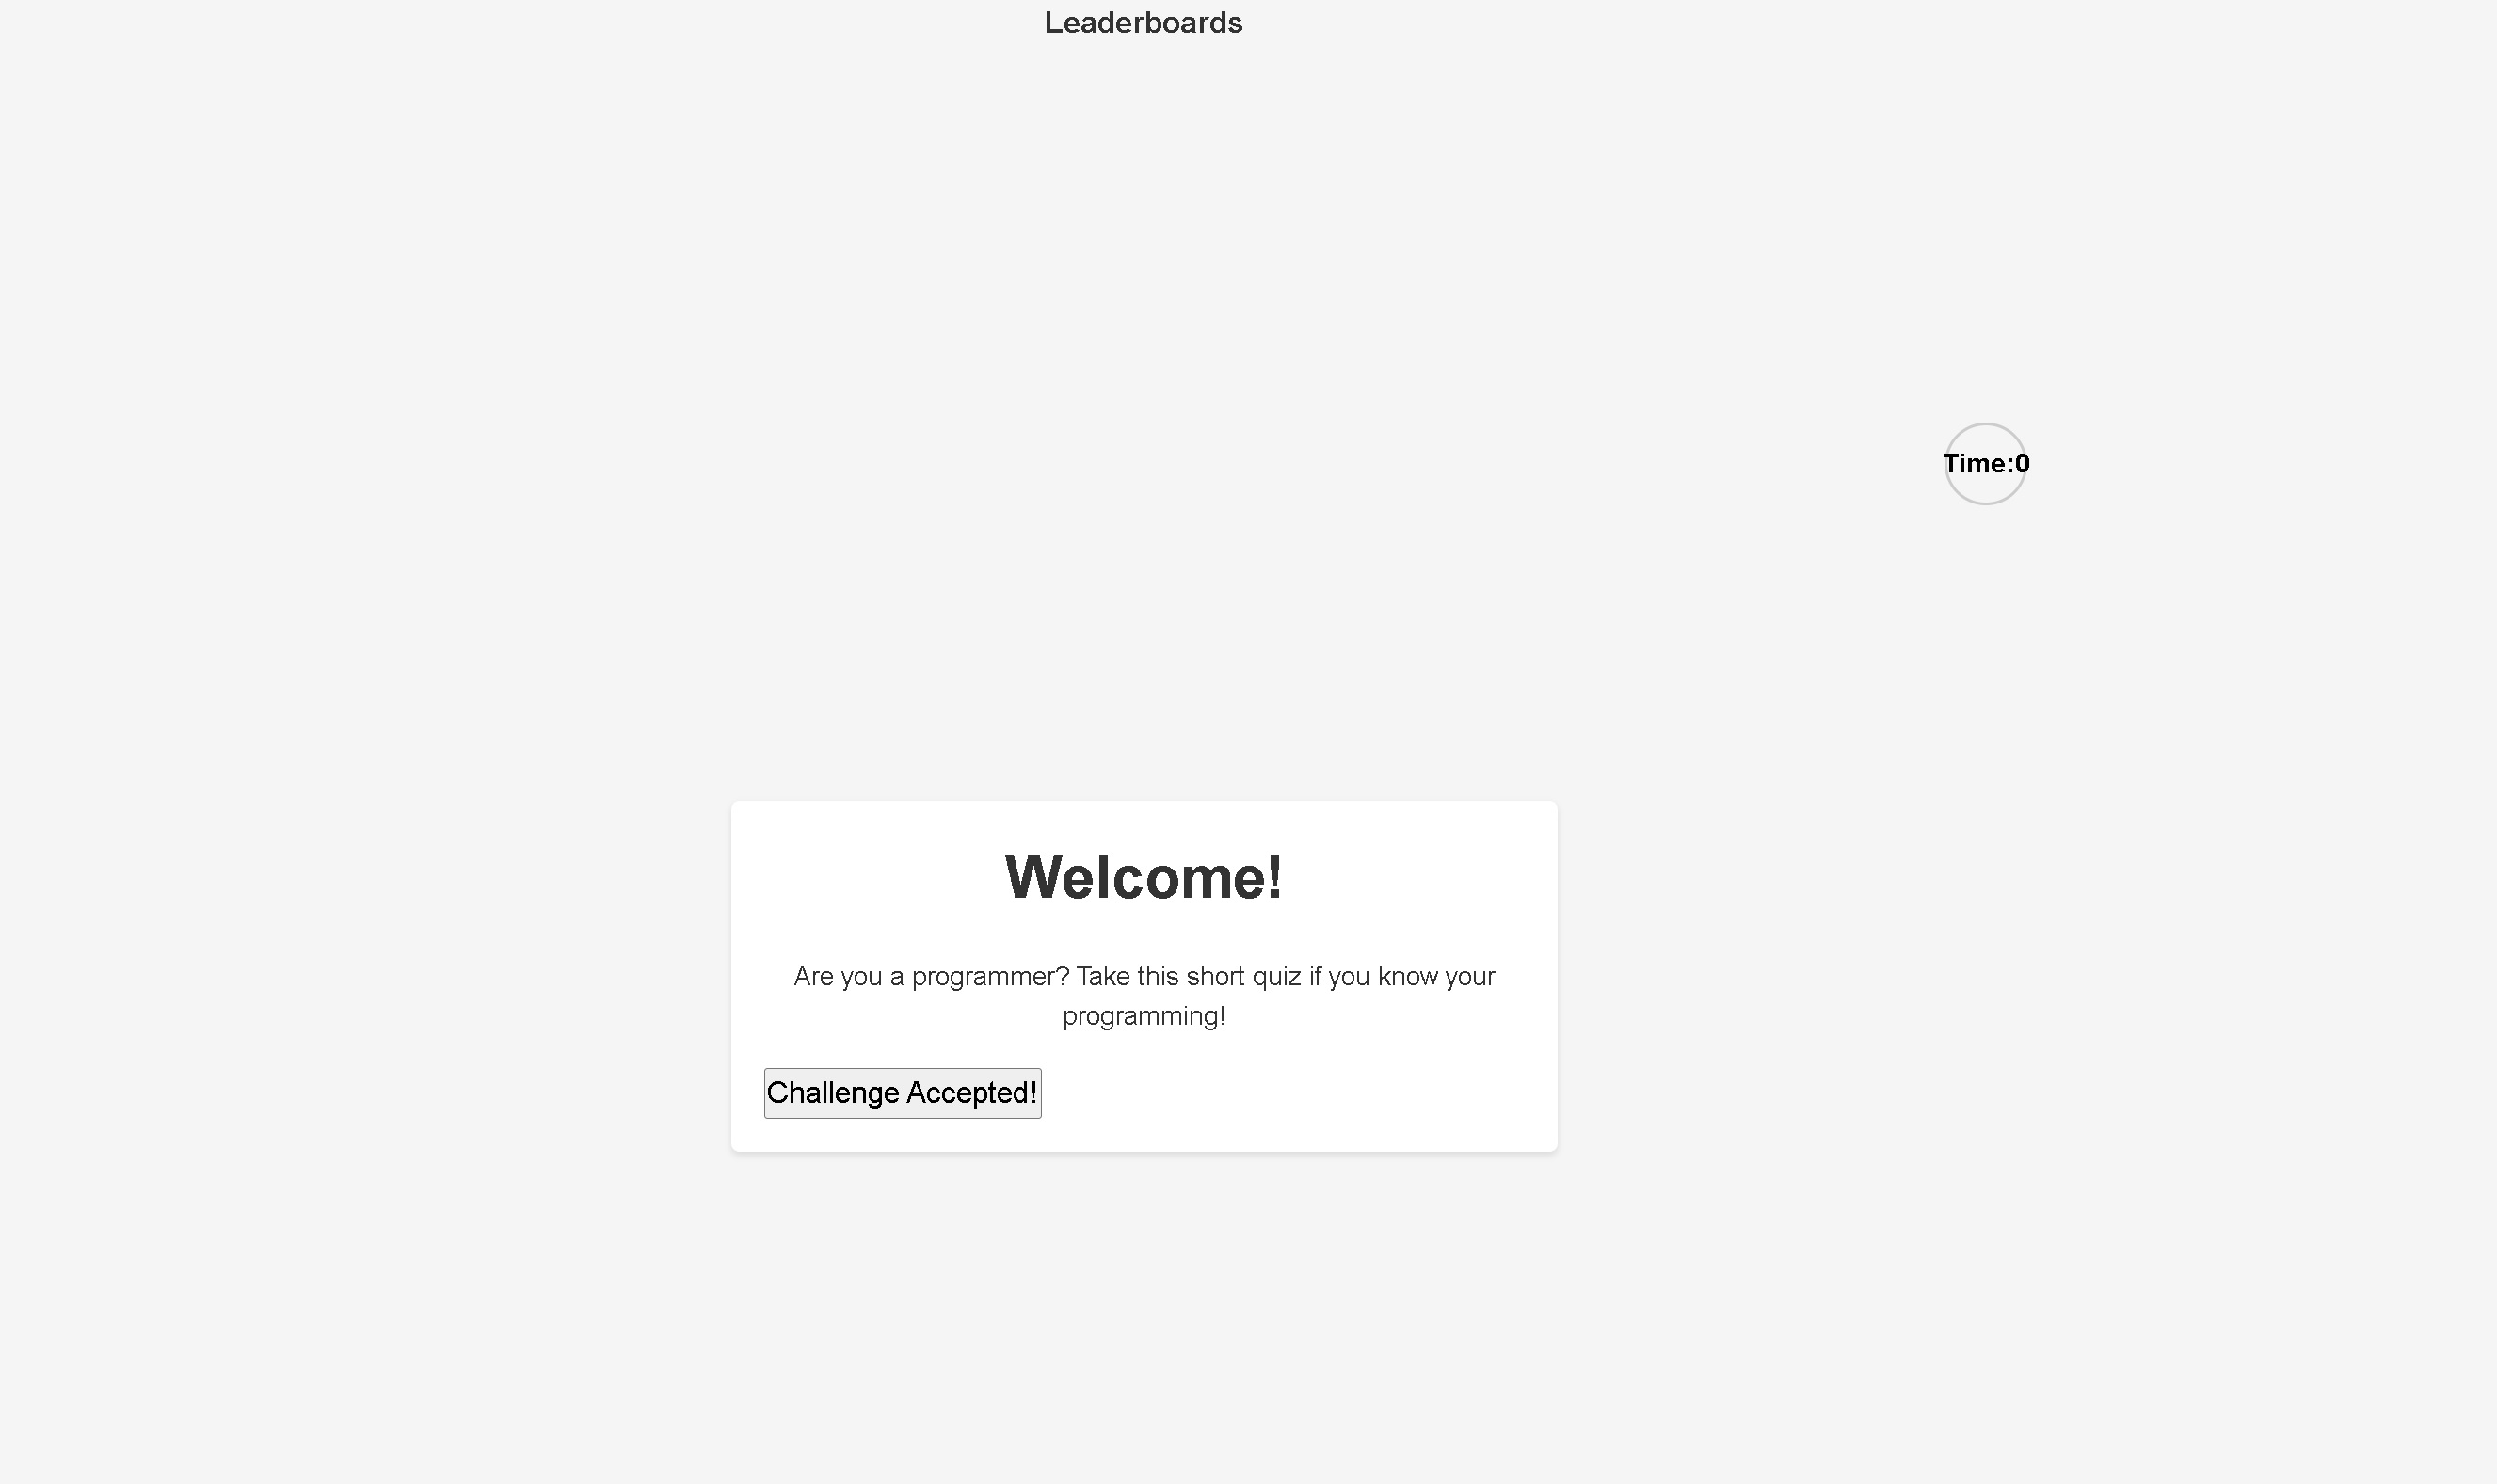 Leaderboards
Time:0
Welcome!
Are you a programmer? Take this short quiz if you know your
programming!
Challenge Accepted!